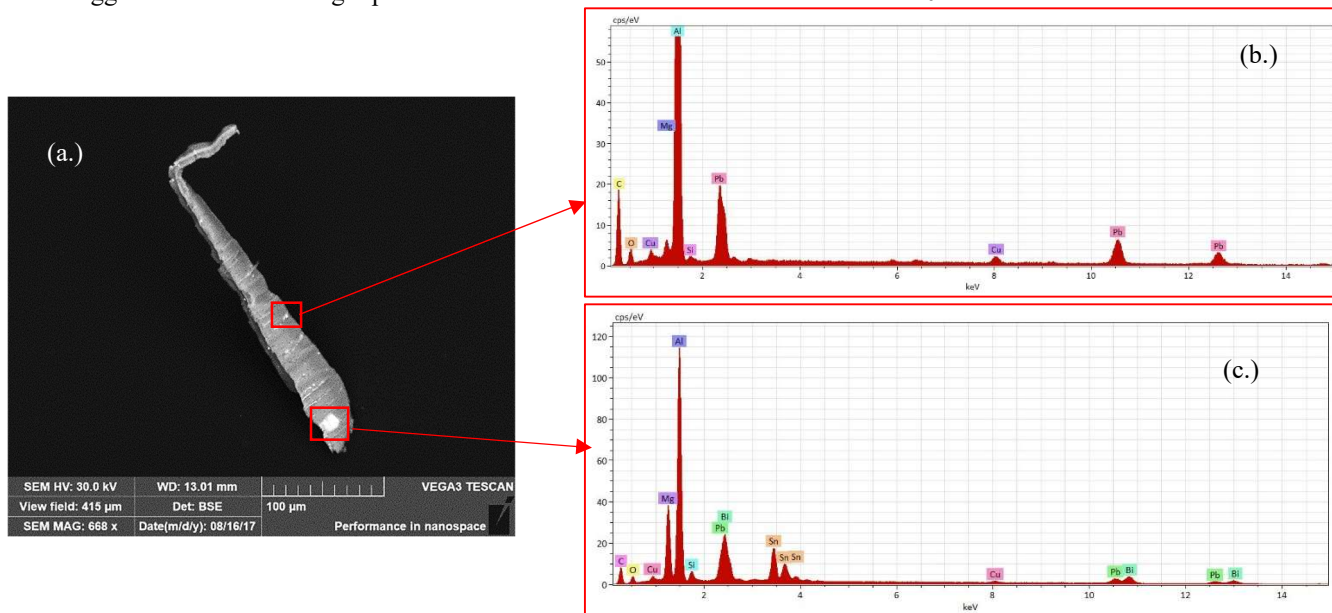 (a.)
SEM HV: 30.0 kV WD: 13.01 mm VEGA3 TESCAN
View field: 415 µm Det: BSE 100 µm
SEM MAG: 668 x Date(m/d/y): 08/16/17 Performance in nanospace
cps/eV
(b.)
Al
50
Mg
40
30
C
Pb
20
10
O
Cu
Si
Cu
Pb
Pb
0
2 4 6 8 10 12 14
keV
cps/eV
(c.)
120
Al
100
80
60
Mg
40
Bi
Pb
20
Sn
Sn Sn
C
O
Cu
Si
Cu
Pb Bi
Pb Bi
0
2 4 6 8 10 12 14
keV